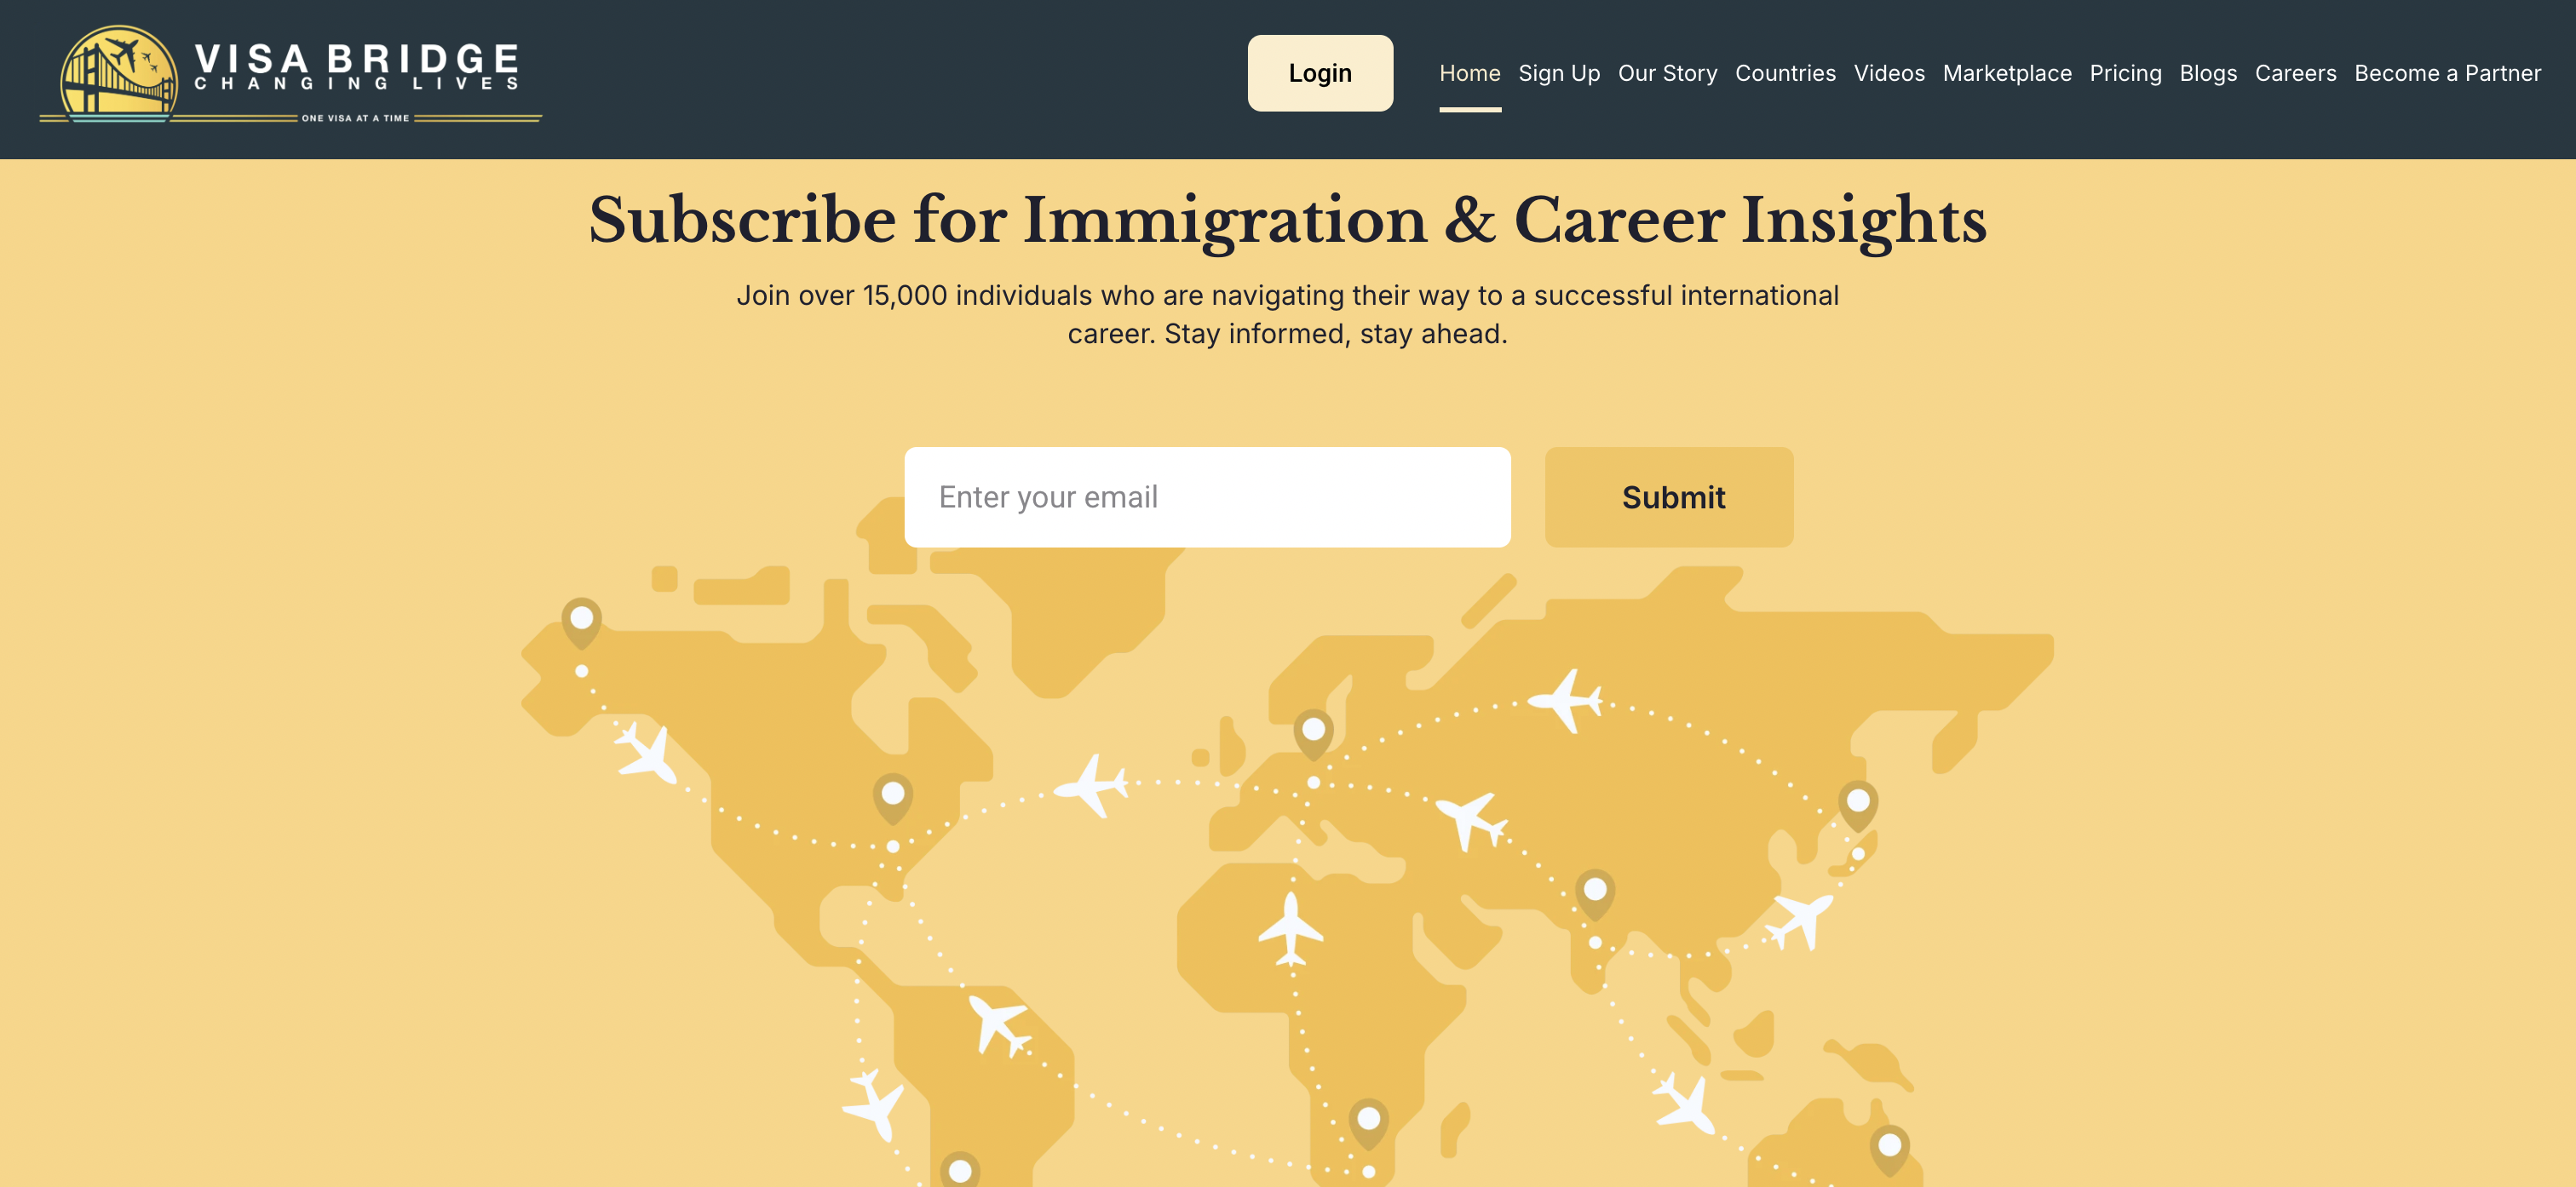 VISA BRIDGE
CHANGING LIVES
ONE VISA AT A TIME
Login
Home Sign Up Our Story Countries Videos Marketplace Pricing Blogs Careers Become a Partner
Subscribe for Immigration & Career Insights
Join over 15,000 individuals who are navigating their way to a successful international
career. Stay informed, stay ahead.
Enter your email
Submit